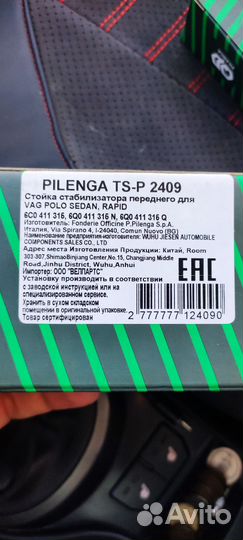 PILENGA TS-P 2409
Стойка стабилизатора переднего для
VAG POLO SEDAN, RAPID
6C0 411 315, 6Q0 411 315 N, 6Q0 411 315 Q
Изготовлено: Fonderie Officine P.Pilenga S.p.A.
Италия, Via Spirano 4, I-24040, Comun Nuovo (BG)
Наименование предприятия-изготовителя: WUHU JIESEN AUTOMOBILE
COMPONENTS SALES CO., LTD
Адрес места Изготовления Продукции: Китай, Room
303-307,ShimaoBinjiang Center,No.15, Changjiang Middle
Road,Jinhu District, Wuhu,Anhui
Импортер: ООО "ВЕЛПАРТС"
Установку производить в соответствии
с заводской инструкцией или на
специализированном сервисе.
Хранить в сухом складском
помещении в оригинальной упаковке.
Товар сертифицирован
EAC
2 777777 124090
Avito